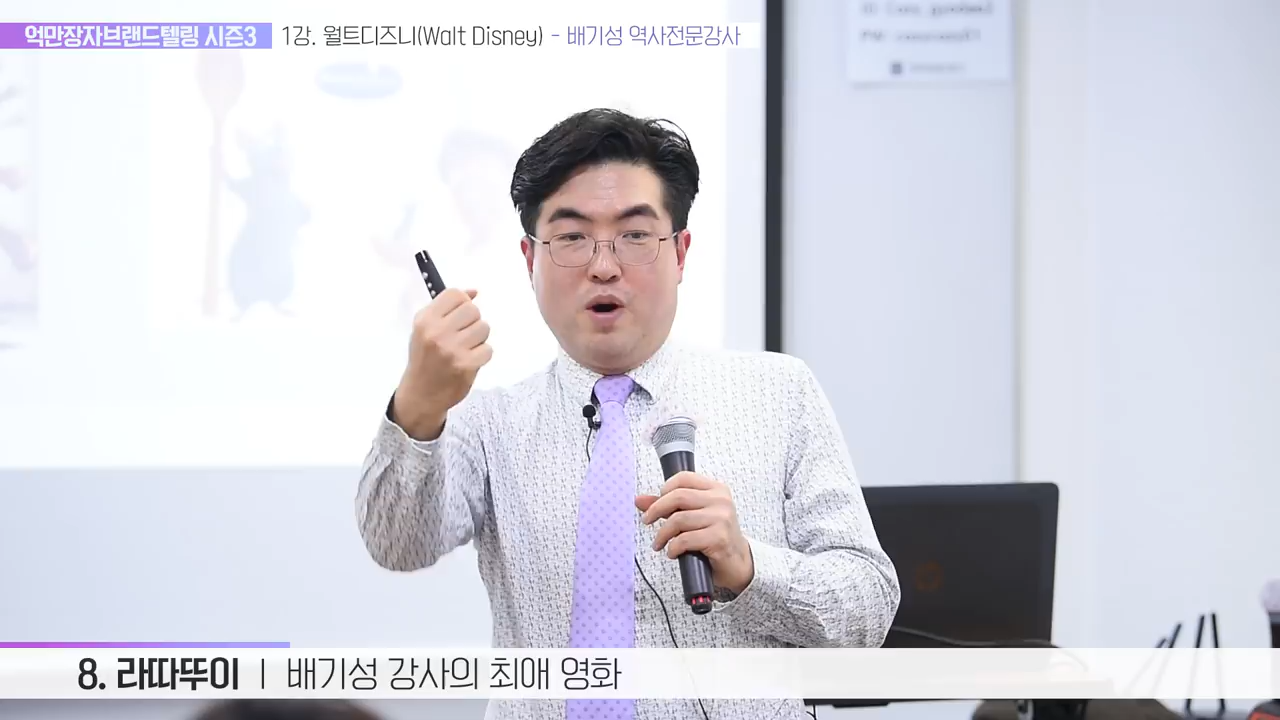 억만장자브랜드텔링 시즌3 1강. 월트디즈니(Walt Disney) - 배기성 역사전문강사
8. 라따뚜이 | 배기성 강사의 최애 영화